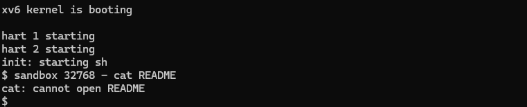 xv6 kernel is booting
hart 1 starting
hart 2 starting
init: starting sh
$ sandbox 32768 - cat README
cat: cannot open README
$